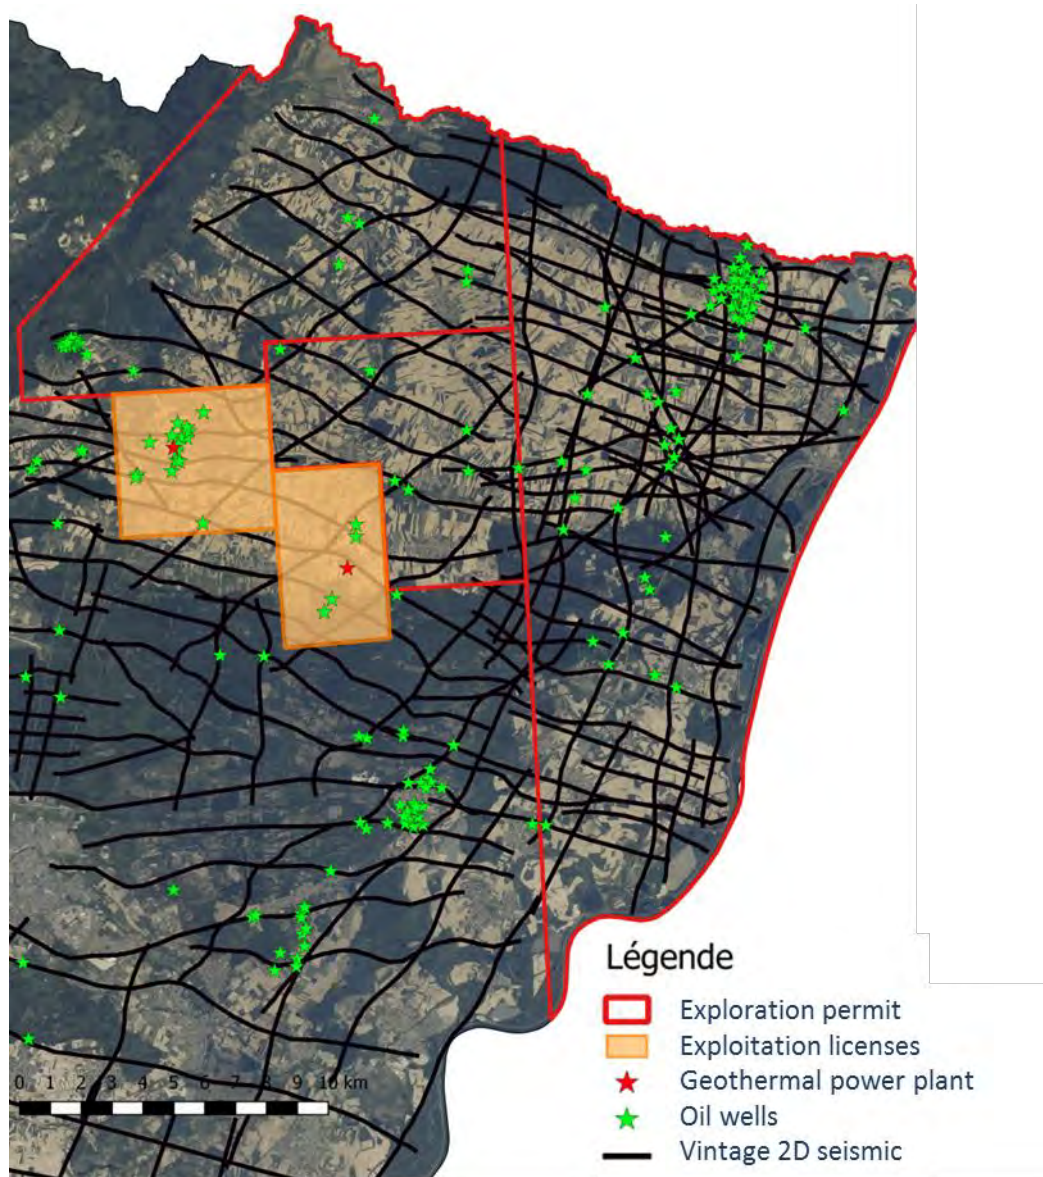 Légende
Exploration permit
Exploitation licenses
Geothermal power plant
Oil wells
Vintage 2D seismic
0 1 2 3 4 5 6 7 8 9 10 km